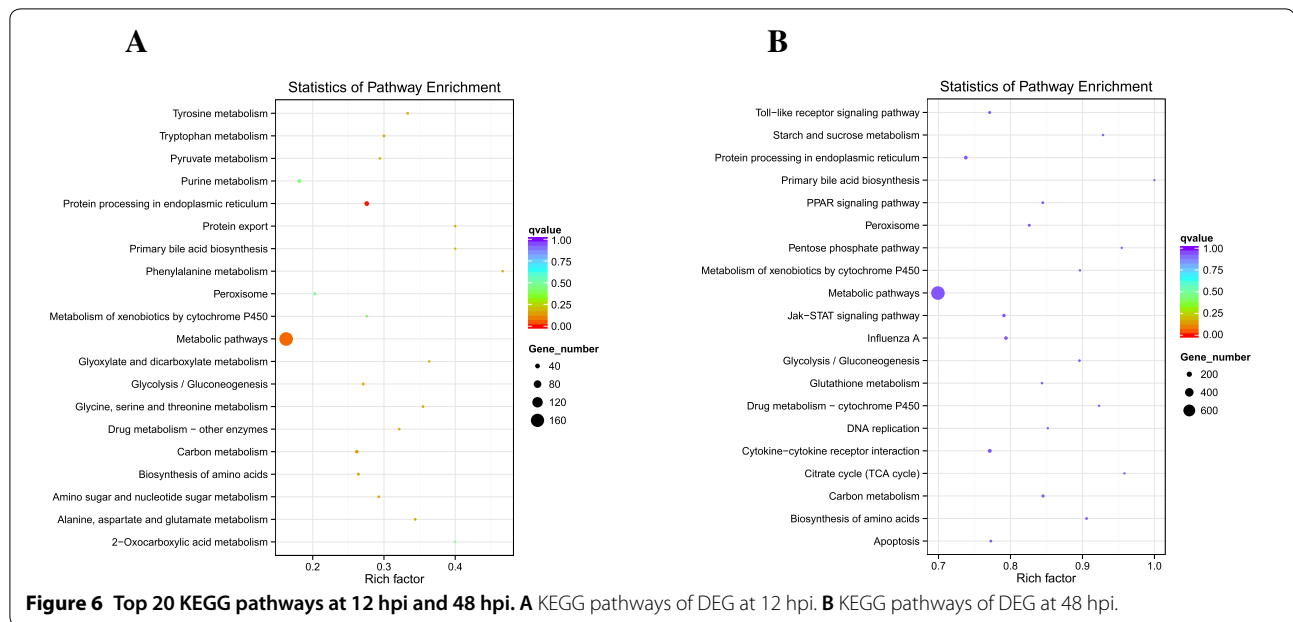 A
Statistics of Pathway Enrichment
Tyrosine metabolism
Tryptophan metabolism
Pyruvate metabolism
Purine metabolism
Protein processing in endoplasmic reticulum
Protein export
Primary bile acid biosynthesis
Phenylalanine metabolism
Peroxisome
Metabolism of xenobiotics by cytochrome P450
Metabolic pathways
Glyoxylate and dicarboxylate metabolism
Glycolysis / Gluconeogenesis
Glycine, serine and threonine metabolism
Drug metabolism − other enzymes
Carbon metabolism
Biosynthesis of amino acids
Amino sugar and nucleotide sugar metabolism
Alanine, aspartate and glutamate metabolism
2−Oxocarboxylic acid metabolism
0.2 0.3 0.4
Rich factor
qvalue
1.00
0.75
0.50
0.25
0.00
Gene_number
40
80
120
160
B
Statistics of Pathway Enrichment
Toll−like receptor signaling pathway
Starch and sucrose metabolism
Protein processing in endoplasmic reticulum
Primary bile acid biosynthesis
PPAR signaling pathway
Peroxisome
Pentose phosphate pathway
Metabolism of xenobiotics by cytochrome P450
Metabolic pathways
Jak−STAT signaling pathway
Influenza A
Glycolysis / Gluconeogenesis
Glutathione metabolism
Drug metabolism − cytochrome P450
DNA replication
Cytokine−cytokine receptor interaction
Citrate cycle (TCA cycle)
Carbon metabolism
Biosynthesis of amino acids
Apoptosis
0.7 0.8 0.9 1.0
Rich factor
qvalue
1.00
0.75
0.50
0.25
0.00
Gene_number
200
400
600
Figure 6 Top 20 KEGG pathways at 12 hpi and 48 hpi. A KEGG pathways of DEG at 12 hpi. B KEGG pathways of DEG at 48 hpi.